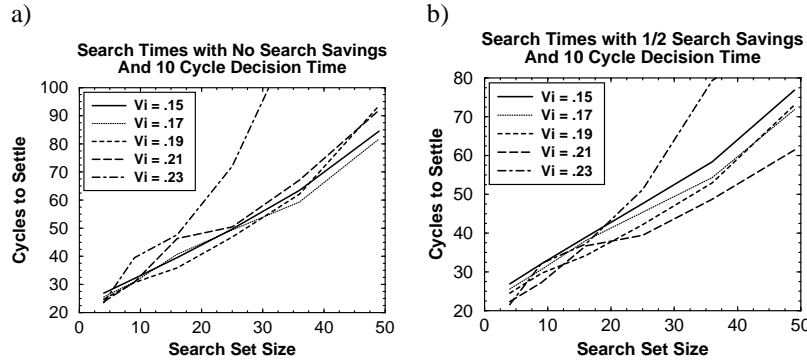 a)
Search Times with No Search Savings
And 10 Cycle Decision Time
100
90
80
70
60
50
40
30
20
Cycles to Settle
Vi = .15
Vi = .17
Vi = .19
Vi = .21
Vi = .23
0 10 20 30 40 50
Search Set Size
b)
Search Times with 1/2 Search Savings
And 10 Cycle Decision Time
80
70
60
50
40
30
20
Cycles to Settle
Vi = .15
Vi = .17
Vi = .19
Vi = .21
Vi = .23
0 10 20 30 40 50
Search Set Size